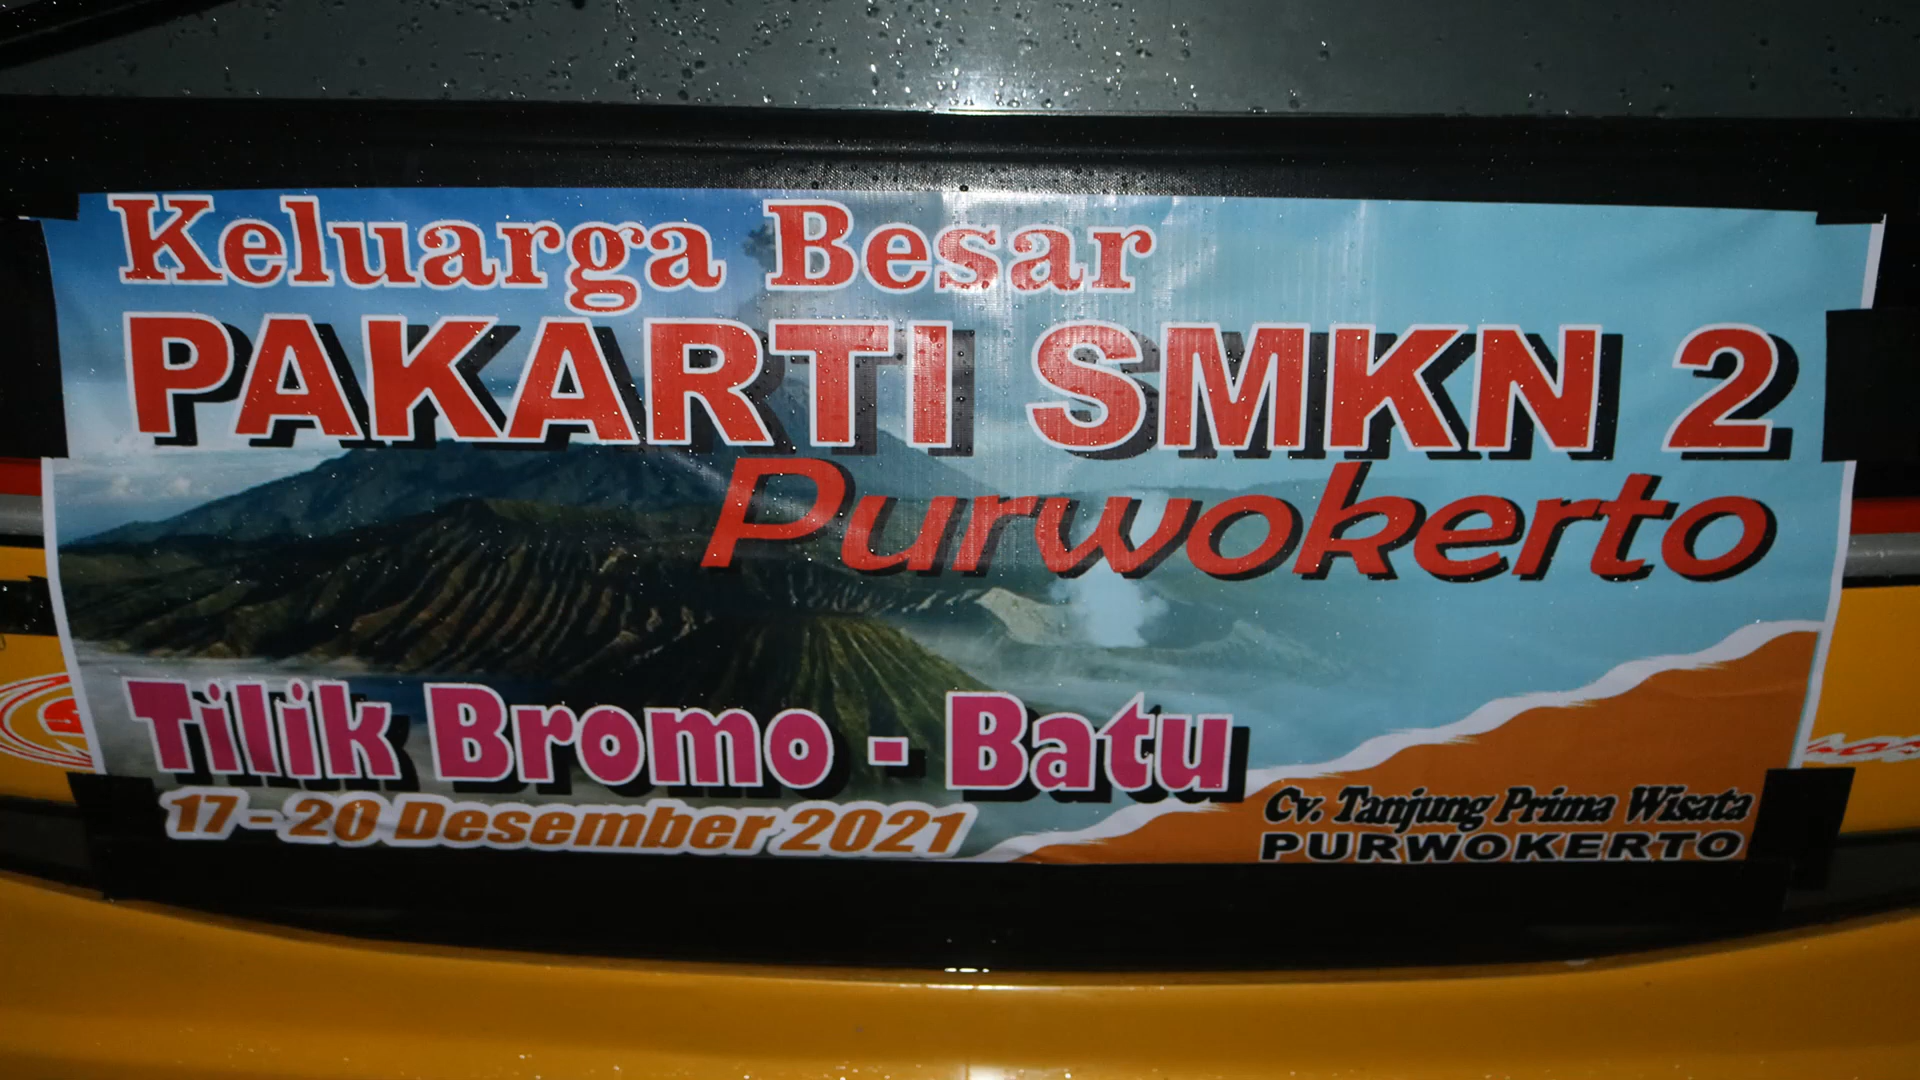 Keluarga Besar
PAKARTI SMKN 2
Purwokerto
Tilik Bromo - Batu
17 - 20 Desember 2021
Cv. Tanjung Prima Wisata
PURWOKERTO